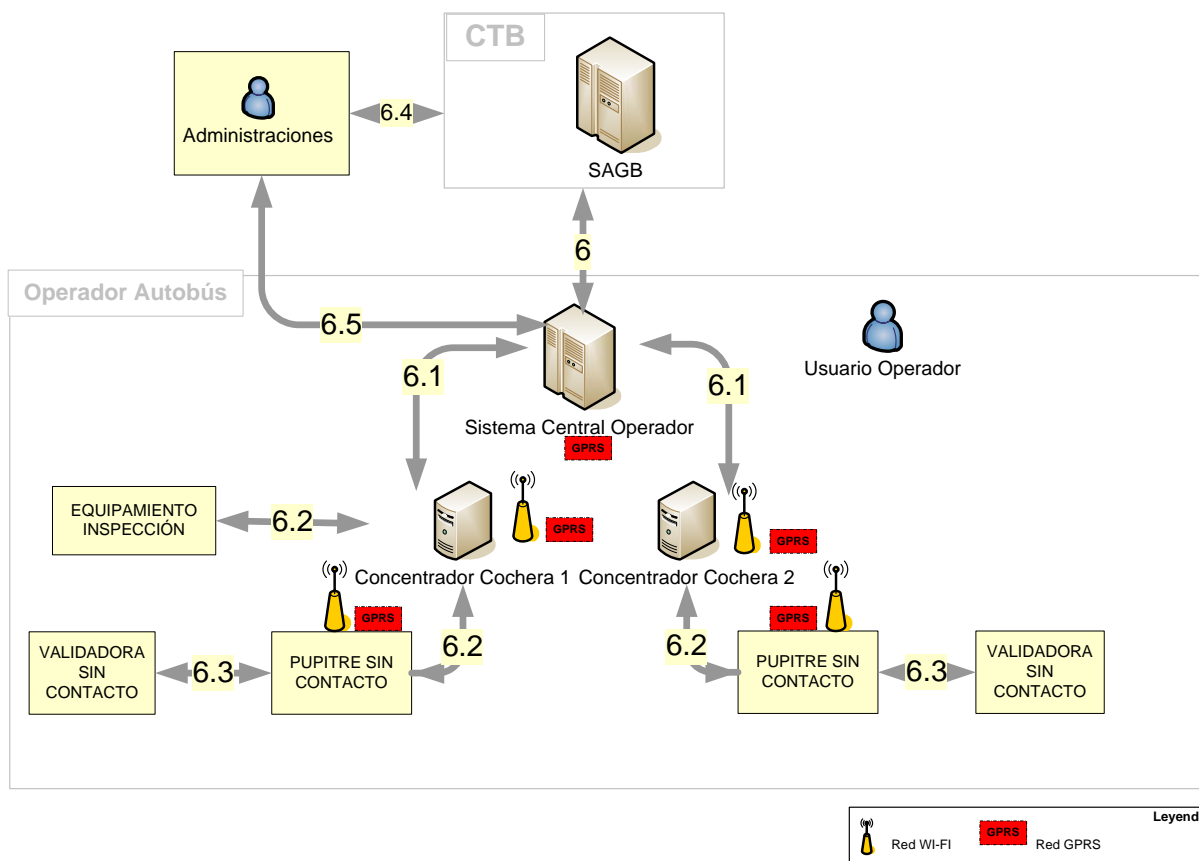 CTB
Administraciones
6.4
SAGB
6
Operador Autobús
6.5
Usuario Operador
6.1
6.1
Sistema Central Operador
GPRS
EQUIPAMIENTO
INSPECCIÓN
6.2
GPRS
GPRS
Concentrador Cochera 1
Concentrador Cochera 2
GPRS
GPRS
VALIDADORA
SIN
CONTACTO
6.3
PUPITRE SIN
CONTACTO
6.2
6.2
PUPITRE SIN
CONTACTO
6.3
VALIDADORA
SIN
CONTACTO
Leyend
Red WI-FI
GPRS
Red GPRS